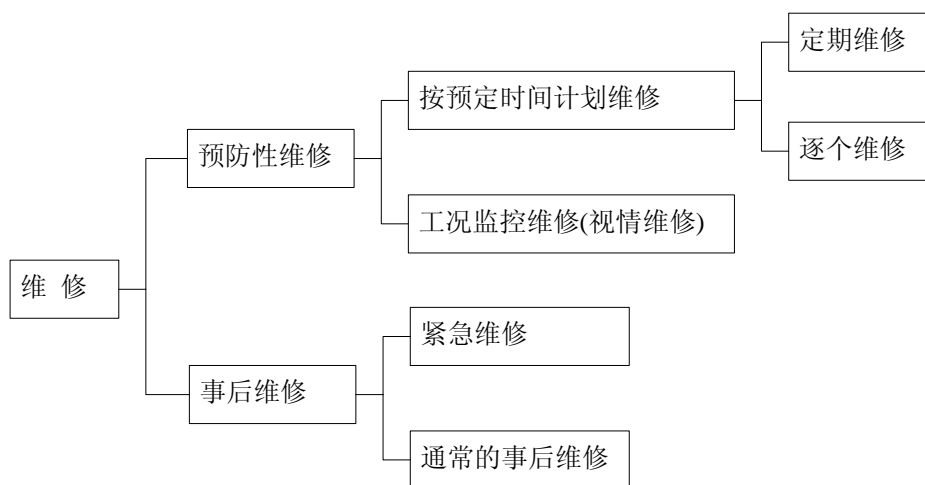 定期维修
按预定时间计划维修
逐个维修
预防性维修
工况监控维修(视情维修)
维 修
紧急维修
事后维修
通常的事后维修